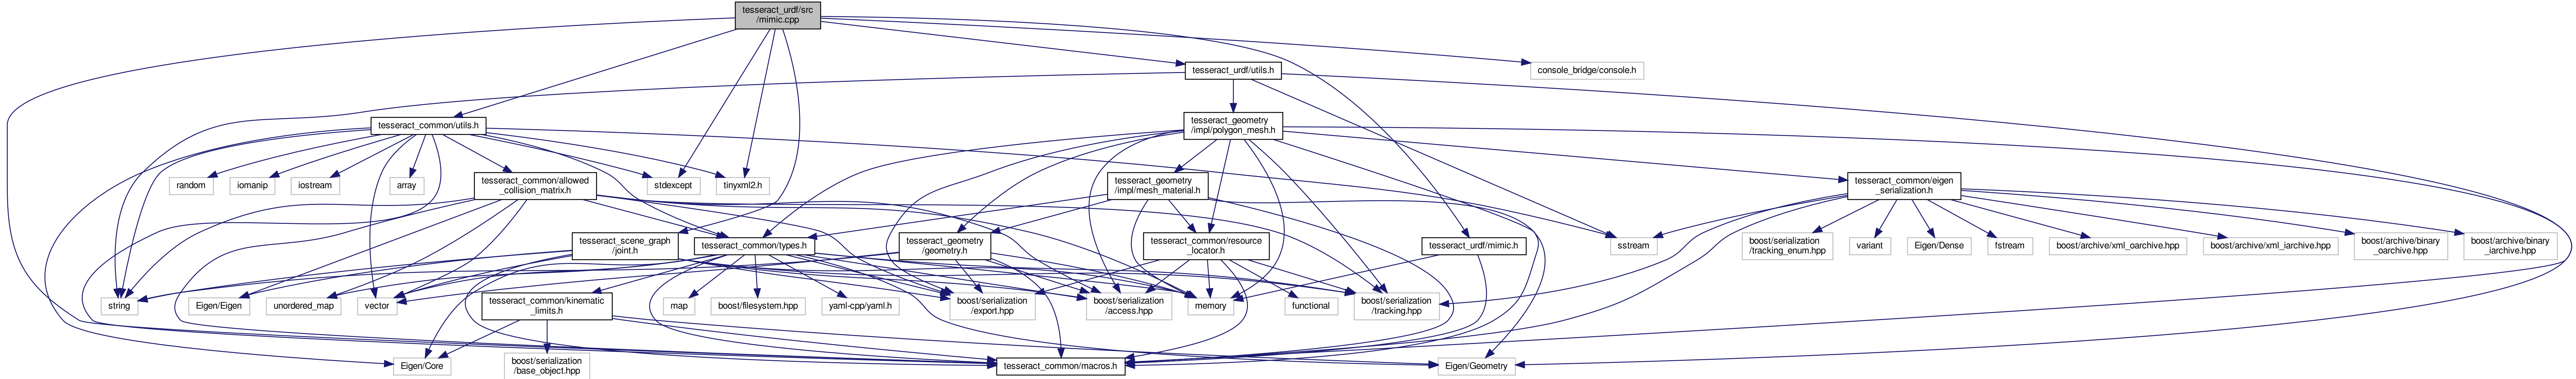 tesseract_urdf/src
/mimic.cpp
tesseract_urdf/utils.h
console_bridge/console.h
tesseract_common/utils.h
tesseract_geometry
/impl/polygon_mesh.h
random
iomanip
iostream
array
tesseract_common/allowed
_collision_matrix.h
stdexcept
tinyxml2.h
tesseract_geometry
/impl/mesh_material.h
tesseract_common/eigen
_serialization.h
tesseract_scene_graph
/joint.h
tesseract_common/types.h
tesseract_geometry
/geometry.h
tesseract_common/resource
_locator.h
tesseract_urdf/mimic.h
sstream
boost/serialization
/tracking_enum.hpp
variant
Eigen/Dense
fstream
boost/archive/xml_oarchive.hpp
boost/archive/xml_iarchive.hpp
boost/archive/binary
_oarchive.hpp
boost/archive/binary
_iarchive.hpp
string
Eigen/Eigen
unordered_map
vector
tesseract_common/kinematic
_limits.h
map
boost/filesystem.hpp
yaml-cpp/yaml.h
boost/serialization
/export.hpp
boost/serialization
/access.hpp
memory
functional
boost/serialization
/tracking.hpp
Eigen/Core
boost/serialization
/base_object.hpp
tesseract_common/macros.h
Eigen/Geometry